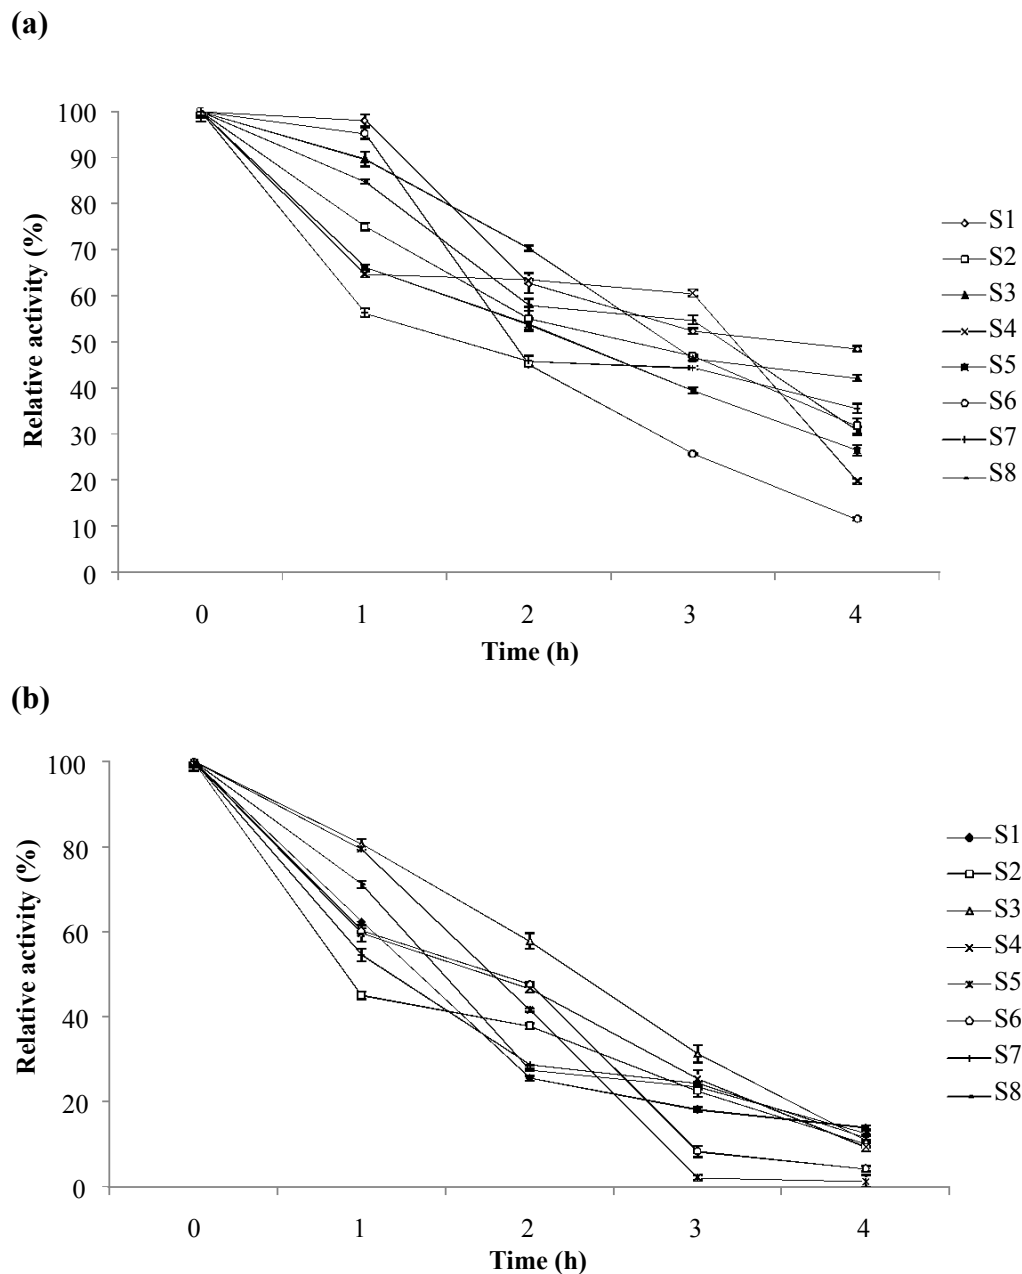 (a)
100
90
80
70
60
50
40
30
20
10
0
Relative activity (%)
0 1 2 3 4
Time (h)
S1
S2
S3
S4
S5
S6
S7
S8
(b)
100
80
60
40
20
0
Relative activity (%)
0 1 2 3 4
Time (h)
S1
S2
S3
S4
S5
S6
S7
S8